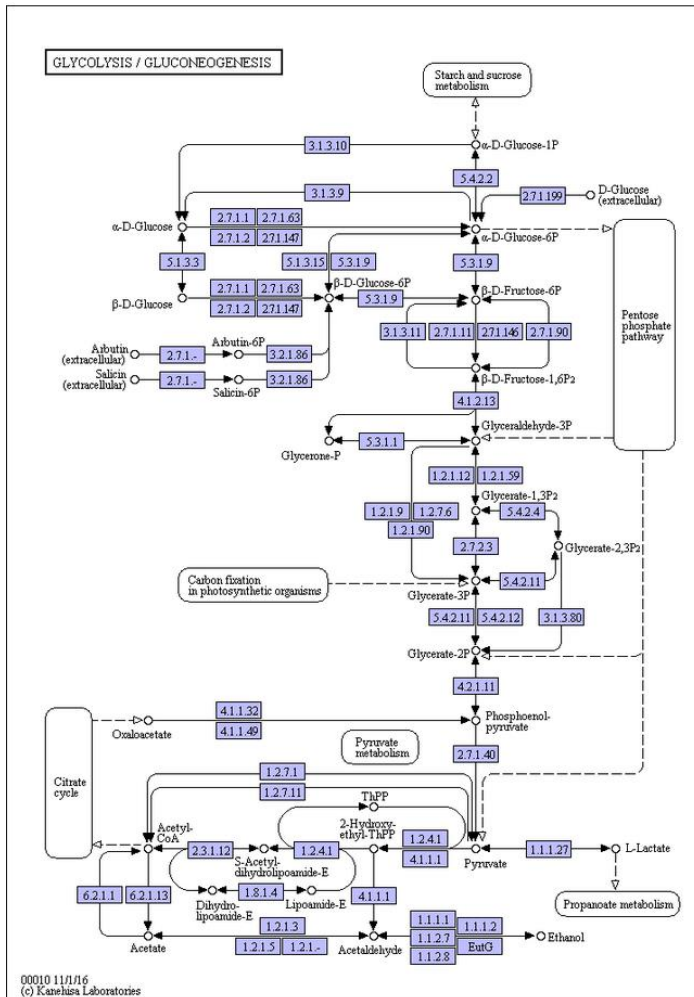 GLYCOLYSIS / GLUCONEOGENESIS
Starch and sucrose
metabolism
3.1.3.10
α-D-Glucose-1P
5.4.2.2
3.1.3.9
2.7.1.199
D-Glucose
(extracellular)
2.7.1.1
2.7.1.63
α-D-Glucose
2.7.1.2
2.7.1.147
α-D-Glucose-6P
5.1.3.3
5.1.3.15
5.3.1.9
5.3.1.9
2.7.1.1
2.7.1.63
β-D-Glucose-6P
β-D-Fructose-6P
β-D-Glucose
2.7.1.2
2.7.1.147
5.3.1.9
Pentose
phosphate
pathway
3.1.3.11
2.7.1.11
2.7.1.146
2.7.1.90
Arbutin
(extracellular)
2.7.1.-
Arbutin-6P
3.2.1.86
Salicin
(extracellular)
2.7.1.-
Salicin-6P
3.2.1.86
β-D-Fructose-1,6P2
4.1.2.13
Glyceraldehyde-3P
Glycerone-P
5.3.1.1
1.2.1.12
1.2.1.59
Glycerate-1,3P2
1.2.1.9
1.2.7.6
5.4.2.4
1.2.1.90
2.7.2.3
Glycerate-2,3P2
Carbon fixation
in photosynthetic organisms
5.4.2.11
Glycerate-3P
5.4.2.11
5.4.2.12
3.1.3.80
Glycerate-2P
4.2.1.11
4.1.1.32
Oxaloacetate
4.1.1.49
Phosphoenol-
pyruvate
Pyruvate
metabolism
2.7.1.40
Citrate
cycle
1.2.7.1
1.2.7.11
ThPP
Acetyl-
CoA
2-Hydroxy-
ethyl-ThPP
2.3.1.12
S-Acetyl-
dihydrolipoamide-E
1.2.4.1
1.2.4.1
4.1.1.1
Pyruvate
1.1.1.27
L-Lactate
6.2.1.1
6.2.1.13
Dihydro-
lipoamide-E
1.8.1.4
Lipoamide-E
4.1.1.1
Propanoate metabolism
1.2.1.3
Acetate
1.2.1.5
1.2.1.-
Acetaldehyde
1.1.1.1
1.1.1.2
1.1.2.7
EutG
1.1.2.8
Ethanol
00010 11/1/16
(c) Kanehisa Laboratories